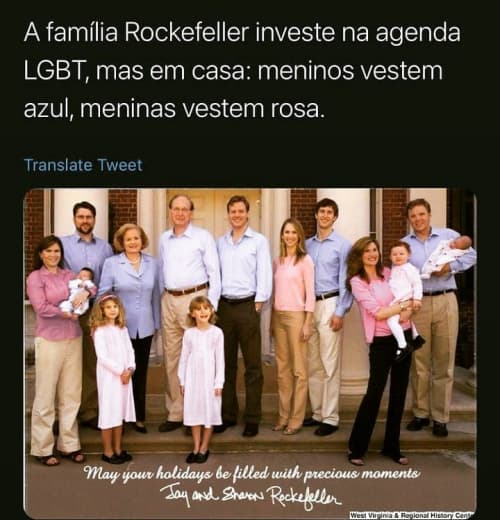 A família Rockefeller investe na agenda
LGBT, mas em casa: meninos vestem
azul, meninas vestem rosa.
Translate Tweet
May your holidays be filled with precious moments
Jay and Sharon Rockefeller
West Virginia & Regional History